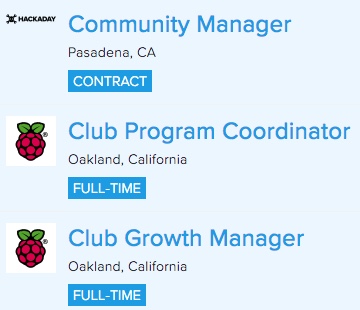 HACKADAY
Community Manager
Pasadena, CA
CONTRACT
Club Program Coordinator
Oakland, California
FULL-TIME
Club Growth Manager
Oakland, California
FULL-TIME